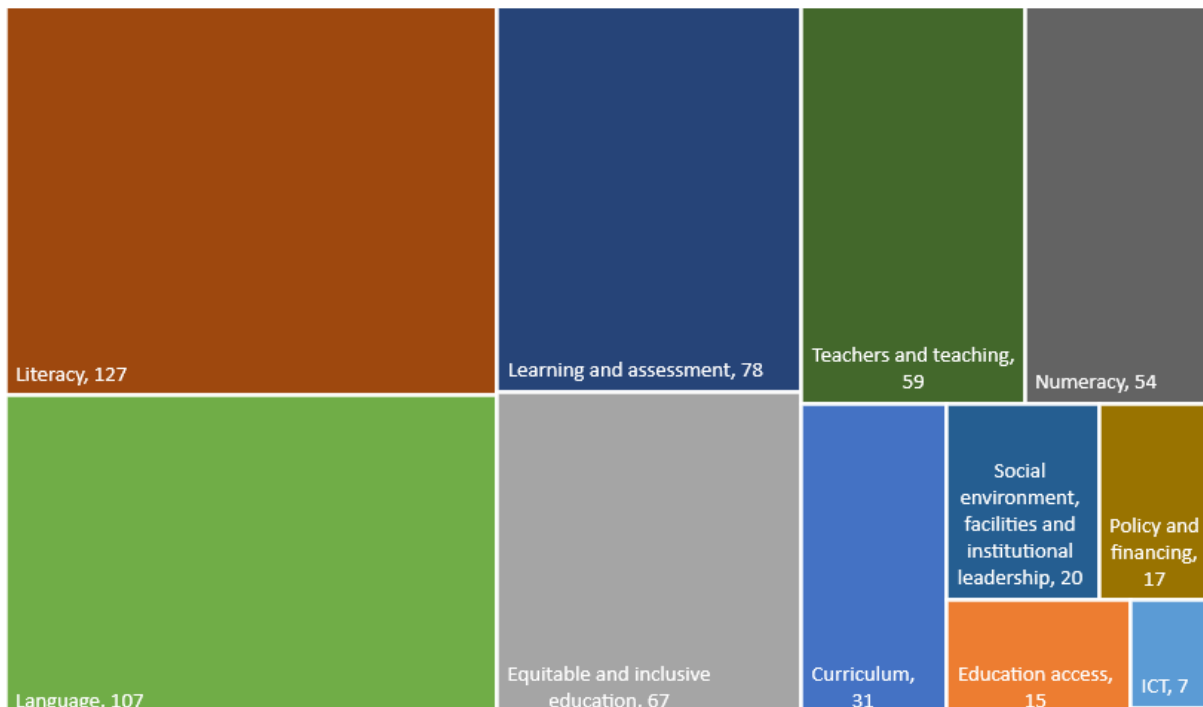 Literacy, 127
Learning and assessment, 78
Teachers and teaching,
59
Numeracy, 54
Language, 107
Equitable and inclusive
education, 67
Curriculum,
31
Social
environment,
facilities and
institutional
leadership, 20
Policy and
financing,
17
Education access,
15
ICT, 7